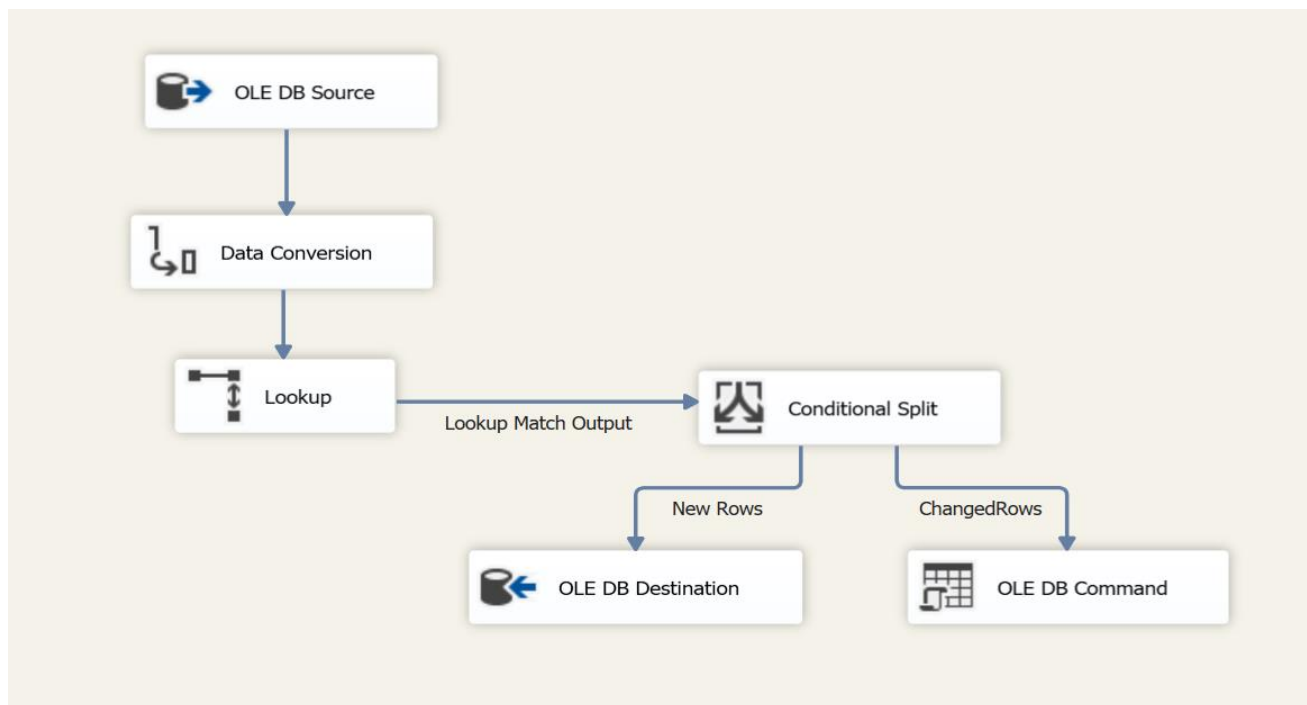 OLE DB Source
Data Conversion
Lookup
Lookup Match Output
Conditional Split
New Rows
ChangedRows
OLE DB Destination
OLE DB Command